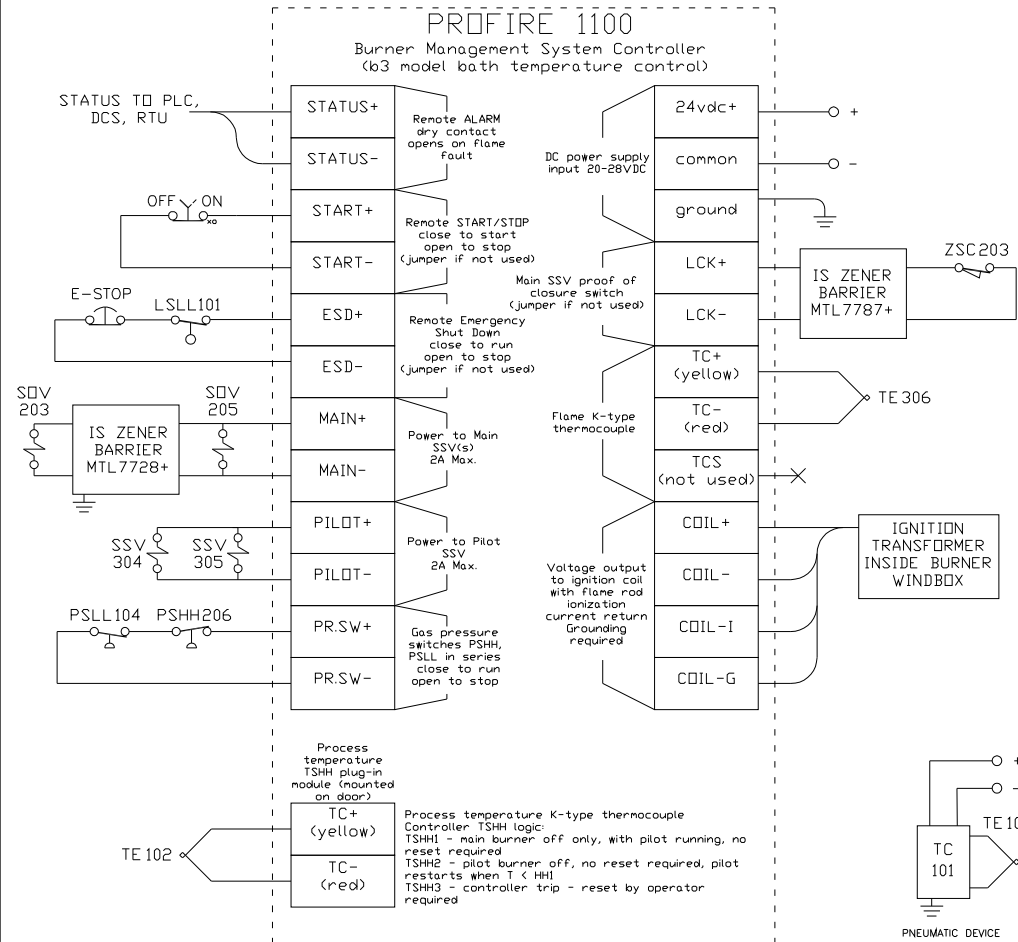 PROFIRE 1100
Burner Management System Controller
(b3 model bath temperature control)
STATUS TO PLC,
DCS, RTU
STATUS+
STATUS-
Remote ALARM
dry contact
opens on flame
fault
OFF ON
xo
START+
START-
Remote START/STOP
close to start
open to stop
(jumper if not used)
E-STOP
LSLL101
ESD+
ESD-
Remote Emergency
Shut Down
close to run
open to stop
(jumper if not used)
SOV
203
IS ZENER
BARRIER
MTL7728+
SOV
205
MAIN+
MAIN-
Power to Main
SSV(s)
2A Max.
SSV
304
SSV
305
PILOT+
PILOT-
Power to Pilot
SSV
2A Max.
PSLL104 PSHH206
PR.SW+
PR.SW-
Gas pressure
switches PSHH,
PSLL in series
close to run
open to stop
DC power supply
input 20-28VDC
24vdc+
common
ground
+
-
Main SSV proof of
closure switch
(jumper if not used)
LCK+
LCK-
IS ZENER
BARRIER
MTL7787+
ZSC203
Flame K-type
thermocouple
TC+
(yellow)
TC-
(red)
TCS
(not used)
TE306
Voltage output
to ignition coil
with flame rod
ionization
current return
Grounding
required
COIL+
COIL-
COIL-I
COIL-G
IGNITION
TRANSFORMER
INSIDE BURNER
WINDBOX
Process
temperature
TSHH plug-in
module (mounted
on door)
TE102
TC+
(yellow)
TC-
(red)
Process temperature K-type thermocouple
Controller TSHH logic:
TSHH1 - main burner off only, with pilot running, no
reset required
TSHH2 - pilot burner off, no reset required, pilot
restarts when T < HH1
TSHH3 - controller trip - reset by operator
required
+
-
TE10
TC
101
PNEUMATIC DEVICE